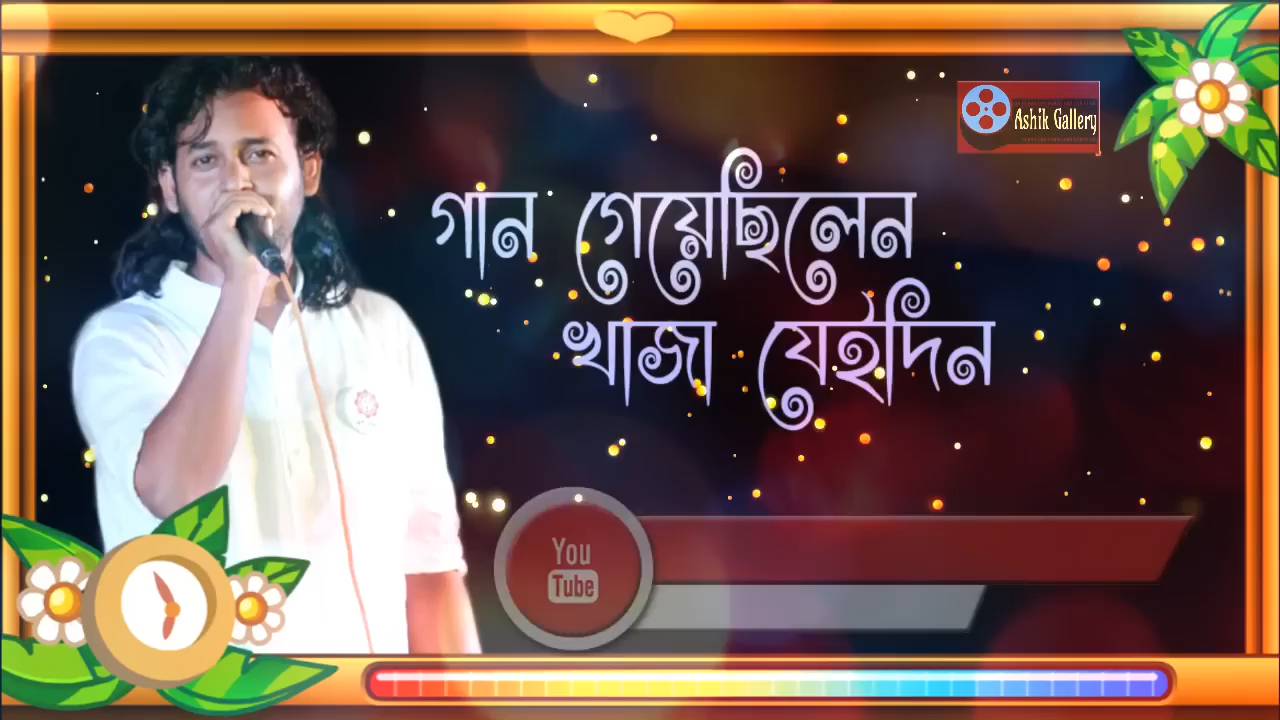 Ashik Gallery
গান গেয়েছিলেন
খাজা যেইদিন
You
Tube